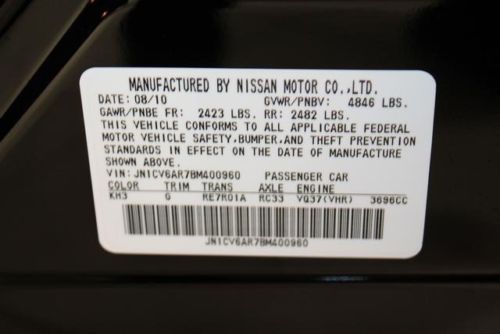 MANUFACTURED BY NISSAN MOTOR CO.,LTD.
DATE: 08/10 GVWR/PNBV: 4846 LBS.
GAWR/PNBE FR: 2423 LBS. RR: 2482 LBS.
THIS VEHICLE CONFORMS TO ALL APPLICABLE FEDERAL
MOTOR VEHICLE SAFETY,BUMPER,AND THEFT PREVENTION
STANDARDS IN EFFECT ON THE DATE OF MANUFACTURE
SHOWN ABOVE.
VIN: JN1CV6AR7BM400960 PASSENGER CAR
COLOR TRIM TRANS AXLE ENGINE
KH3 G RE7R01A RC33 VQ37(VHR) 3696CC
JN1CV6AR7BM400960